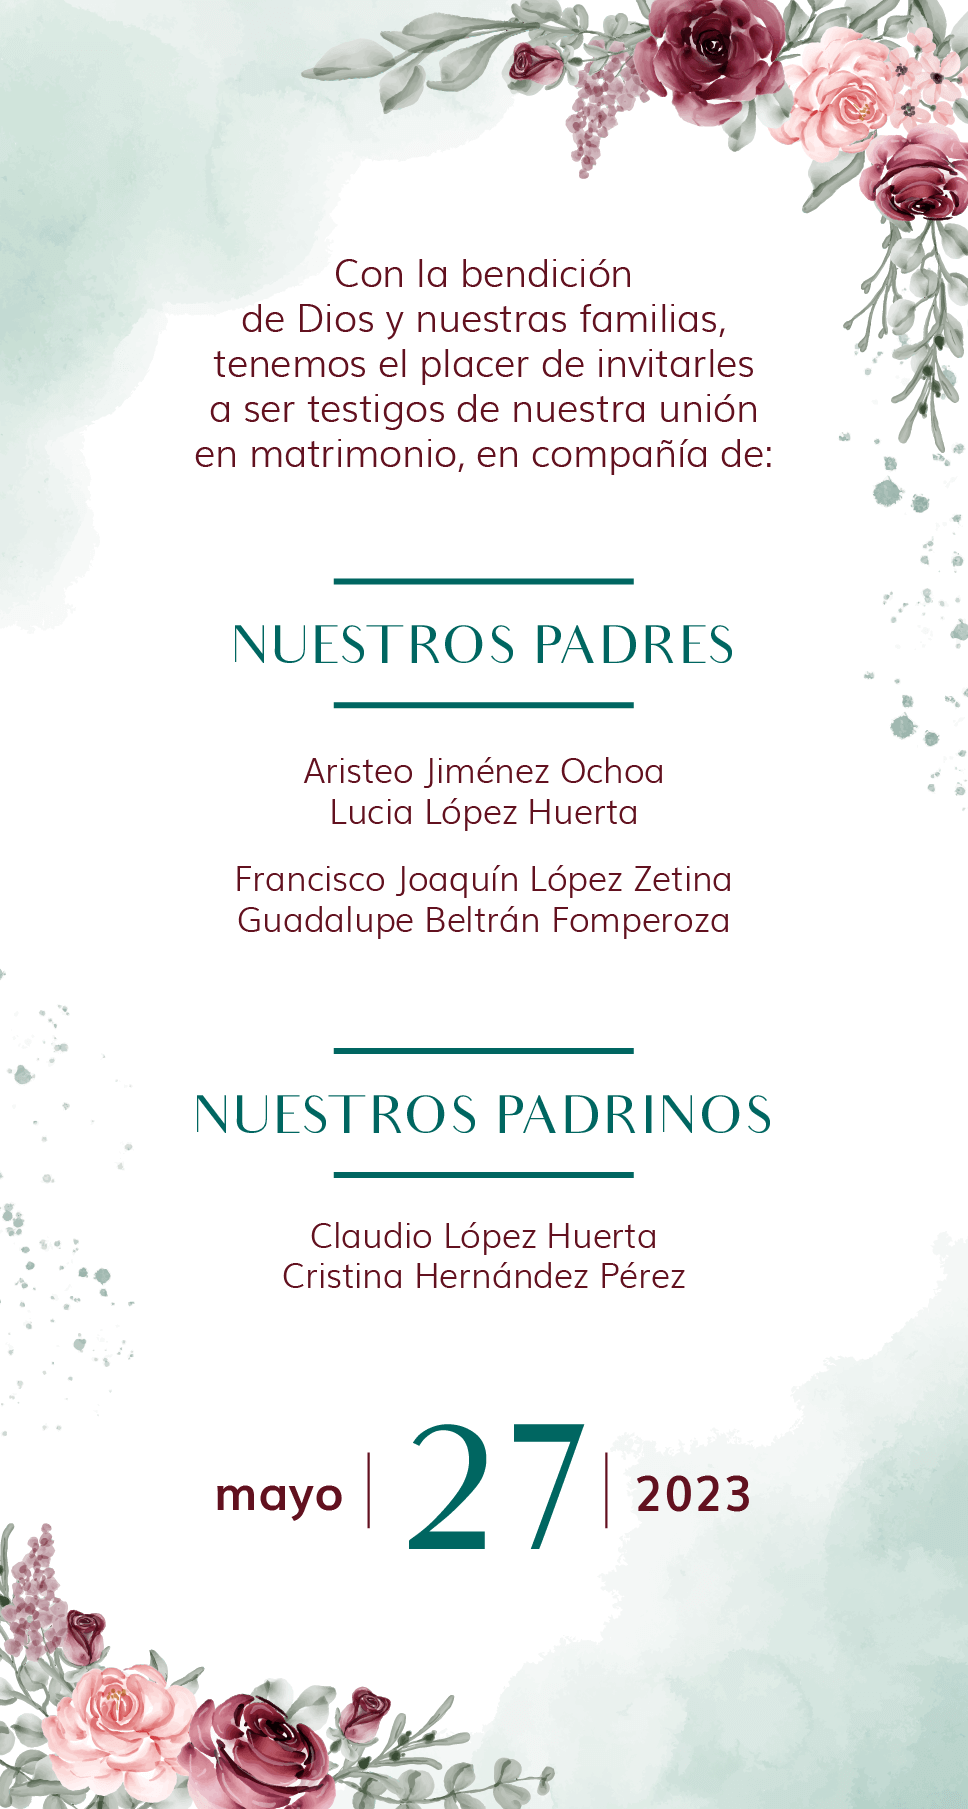 Con la bendición
de Dios y nuestras familias,
tenemos el placer de invitarles
a ser testigos de nuestra unión
en matrimonio, en compañía de:
NUESTROS PADRES
Aristeo Jiménez Ochoa
Lucia López Huerta
Francisco Joaquín López Zetina
Guadalupe Beltrán Fomperoza
NUESTROS PADRINOS
Claudio López Huerta
Cristina Hernández Pérez
mayo | 27 | 2023